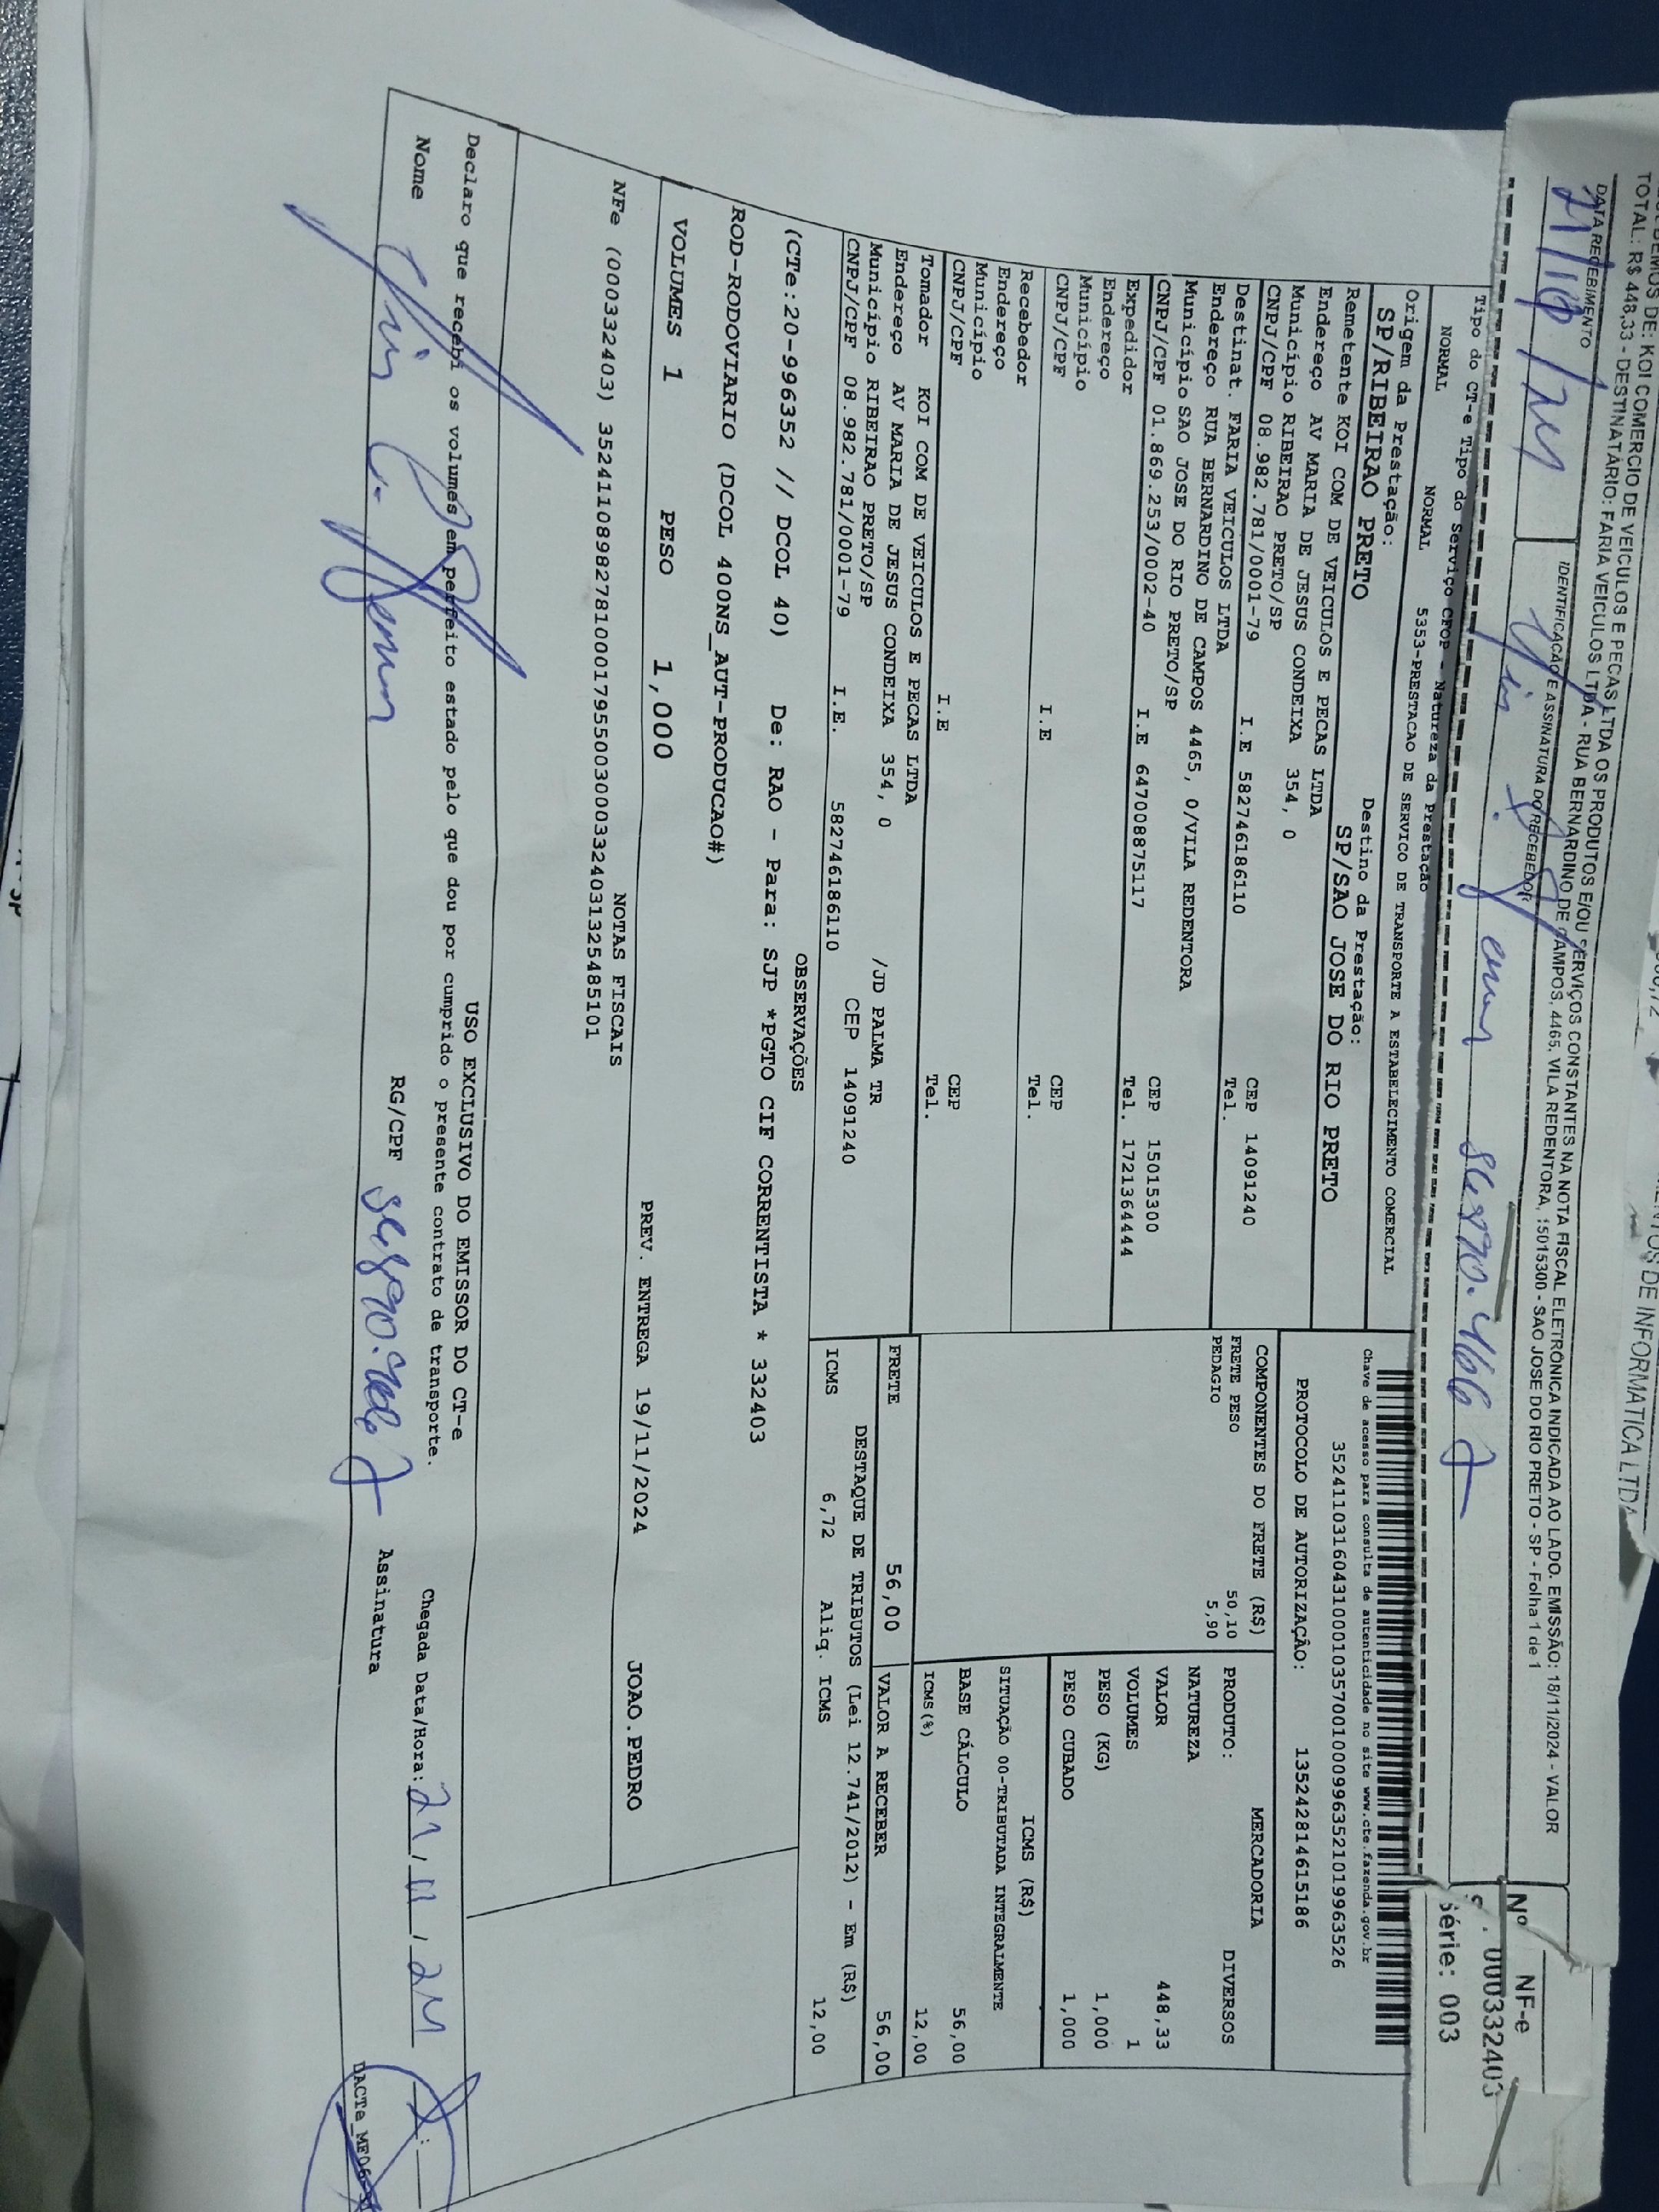 TOS DE INFORMATICA LTDA
DEMOS DE: KOI COMERCIO DE VEICULOS E PECAS LTDA OS PRODUTOS E/OU SERVIÇOS CONSTANTES NA NOTA FISCAL ELETRÔNICA INDICADA AO LADO. EMISSÃO: 18/11/2024 - VALOR
TOTAL: R$ 448,33 - DESTINATÁRIO: FARIA VEICULOS LTDA - RUA BERNARDINO DE CAMPOS, 4465, VILA REDENTORA, 15015300 - SAO JOSE DO RIO PRETO - SP - Folha 1 de 1
DATA RECEBIMENTO
IDENTIFICAÇÃO E ASSINATURA DO RECEBEDOR
NF-e
Nº 000332403
Série: 003
Tipo do CT-e Tipo do Serviço CFOP - Natureza da Prestação
NORMAL NORMAL 5353-PRESTACAO DE SERVICO DE TRANSPORTE A ESTABELECIMENTO COMERCIAL
Chave de acesso para consulta de autenticidade no site www.cte.fazenda.gov.br
35241103160431000103570010009963521019963526
PROTOCOLO DE AUTORIZAÇÃO: 135242814615186
Origem da Prestação: Destino da Prestação:
SP/RIBEIRAO PRETO SP/SAO JOSE DO RIO PRETO
Remetente KOI COM DE VEICULOS E PECAS LTDA
Endereço AV MARIA DE JESUS CONDEIXA 354, 0
Município RIBEIRAO PRETO/SP CEP 14091240
CNPJ/CPF 08.982.781/0001-79 I.E 582746186110 Tel.
Destinat. FARIA VEICULOS LTDA
Endereço RUA BERNARDINO DE CAMPOS 4465, 0/VILA REDENTORA
Município SAO JOSE DO RIO PRETO/SP CEP 15015300
CNPJ/CPF 01.869.253/0002-40 I.E 647008875117 Tel. 1721364444
Expedidor
Endereço
Município CEP
CNPJ/CPF I.E Tel.
Recebedor
Endereço
Município CEP
CNPJ/CPF I.E Tel.
Tomador KOI COM DE VEICULOS E PECAS LTDA
Endereço AV MARIA DE JESUS CONDEIXA 354, 0 /JD PALMA TR
Município RIBEIRAO PRETO/SP CEP 14091240
CNPJ/CPF 08.982.781/0001-79 I.E. 582746186110
COMPONENTES DO FRETE (R$)
FRETE PESO 50,10
PEDAGIO 5,90
MERCADORIA
PRODUTO: DIVERSOS
NATUREZA
VALOR 448,33
VOLUMES 1
PESO (KG) 1,000
PESO CUBADO 1,000
ICMS (R$)
SITUAÇÃO 00-TRIBUTADA INTEGRALMENTE
BASE CÁLCULO 56,00
ICMS(%) 12,00
FRETE 56,00 VALOR A RECEBER 56,00
DESTAQUE DE TRIBUTOS (Lei 12.741/2012) - Em (R$)
ICMS 6,72 Aliq. ICMS 12,00
OBSERVAÇÕES
(CTe:20-996352 // DCOL 40) De: RAO - Para: SJP *PGTO CIF CORRENTISTA * 332403
ROD-RODOVIARIO (DCOL 400NS_AUT-PRODUCAO#)
VOLUMES 1 PESO 1,000 PREV. ENTREGA 19/11/2024 JOAO.PEDRO
NOTAS FISCAIS
NFe (000332403) 35241108982781000179550030003324031325485101
USO EXCLUSIVO DO EMISSOR DO CT-e
Declaro que recebi os volumes em perfeito estado pelo que dou por cumprido o presente contrato de transporte.
Chegada Data/Hora: 21/11/24
Nome RG/CPF Assinatura